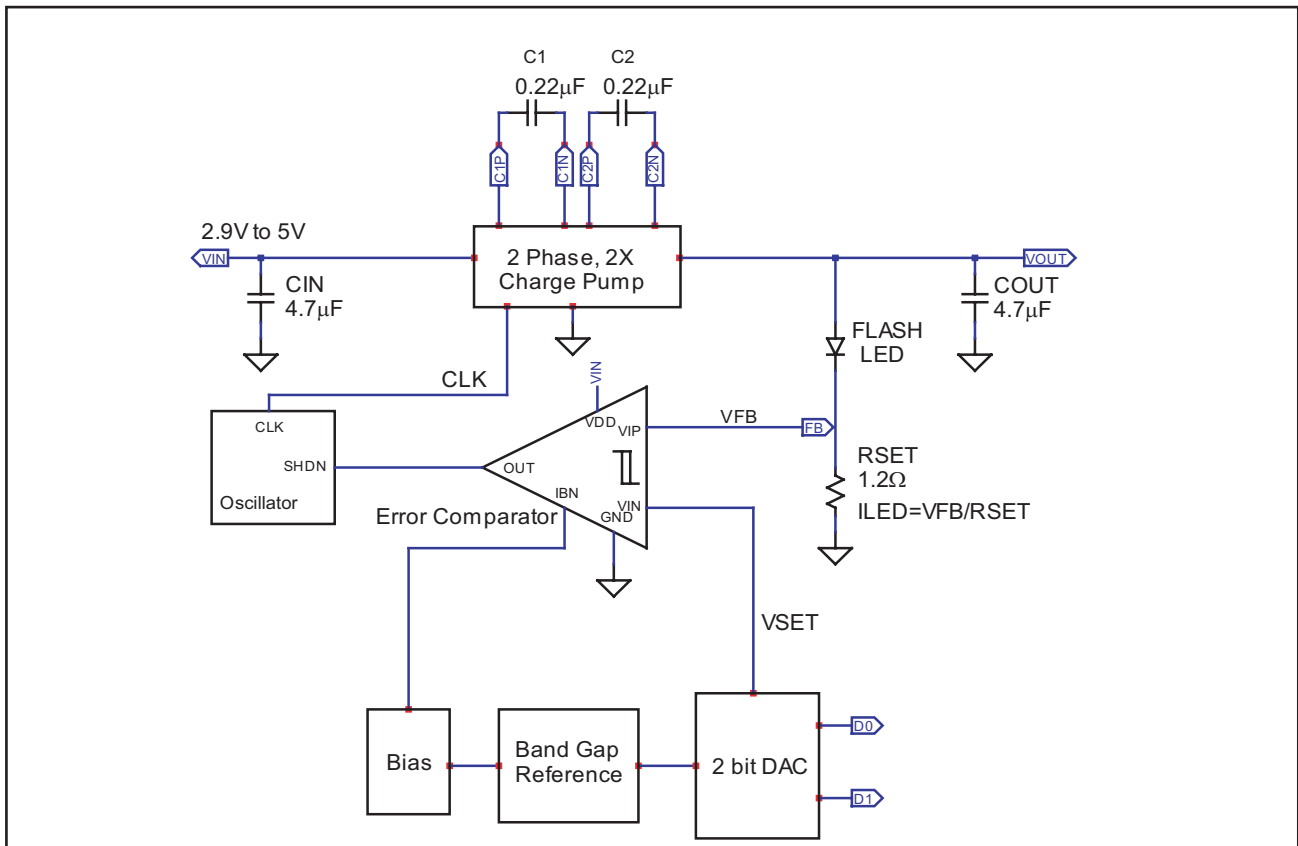 C1
C2
0.22µF
0.22µF
C1P
C1N
C2P
C2N
2.9V to 5V
VIN
2 Phase, 2X
Charge Pump
VOUT
CIN
4.7µF
COUT
4.7µF
FLASH
LED
CLK
VIN
CLK
VDD
VIP
VFB
FB
SHDN
OUT
RSET
1.2Ω
ILED=VFB/RSET
Oscillator
IBN
VIN
GND
Error Comparator
VSET
Bias
Band Gap
Reference
2 bit DAC
D0
D1